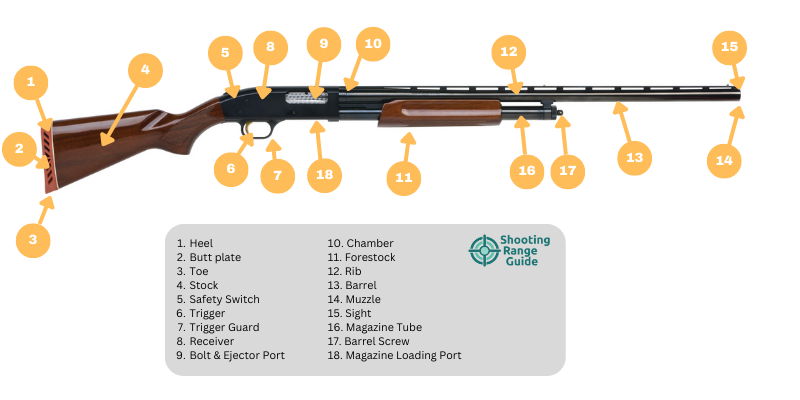 5
8
9
10
12
15
1
4
2
6
7
18
11
16
17
13
14
3
1. Heel
2. Butt plate
3. Toe
4. Stock
5. Safety Switch
6. Trigger
7. Trigger Guard
8. Receiver
9. Bolt & Ejector Port
10. Chamber
11. Forestock
12. Rib
13. Barrel
14. Muzzle
15. Sight
16. Magazine Tube
17. Barrel Screw
18. Magazine Loading Port
Shooting
Range
Guide